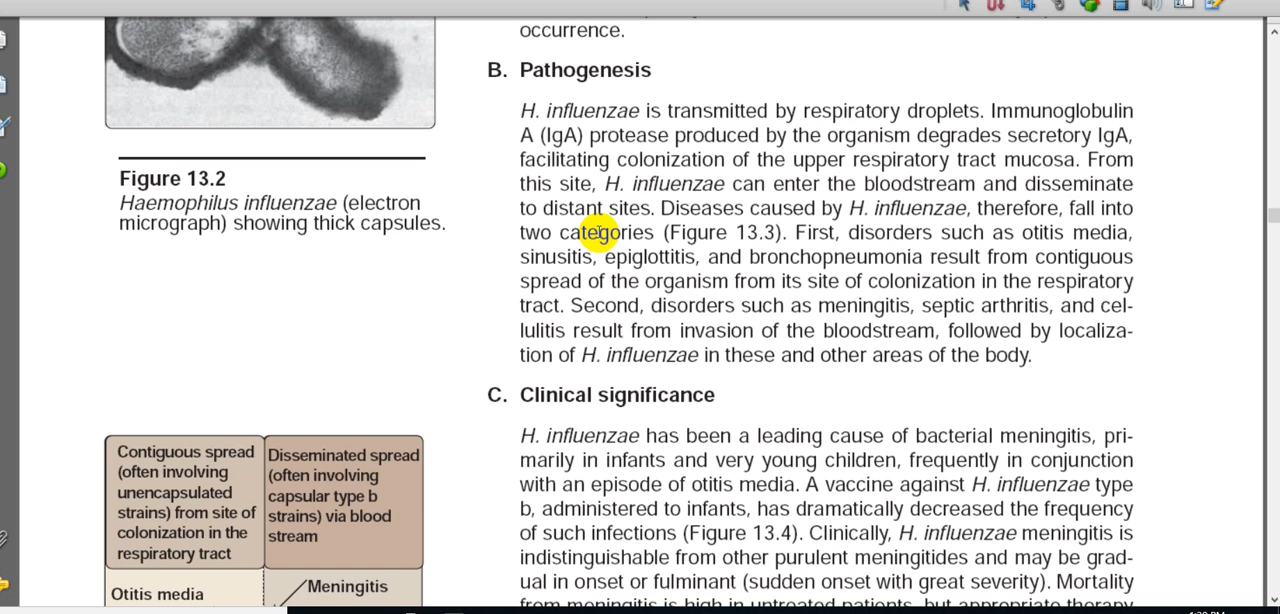 occurrence.
B. Pathogenesis
H. influenzae is transmitted by respiratory droplets. Immunoglobulin
A (IgA) protease produced by the organism degrades secretory IgA,
facilitating colonization of the upper respiratory tract mucosa. From
this site, H. influenzae can enter the bloodstream and disseminate
to distant sites. Diseases caused by H. influenzae, therefore, fall into
two categories (Figure 13.3). First, disorders such as otitis media,
sinusitis, epiglottitis, and bronchopneumonia result from contiguous
spread of the organism from its site of colonization in the respiratory
tract. Second, disorders such as meningitis, septic arthritis, and cel-
lulitis result from invasion of the bloodstream, followed by localiza-
tion of H. influenzae in these and other areas of the body.
C. Clinical significance
H. influenzae has been a leading cause of bacterial meningitis, pri-
marily in infants and very young children, frequently in conjunction
with an episode of otitis media. A vaccine against H. influenzae type
b, administered to infants, has dramatically decreased the frequency
of such infections (Figure 13.4). Clinically, H. influenzae meningitis is
indistinguishable from other purulent meningitides and may be grad-
ual in onset or fulminant (sudden onset with great severity). Mortality
from meningitis is high in untreated patients, but appropriate therapy
Figure 13.2
Haemophilus influenzae (electron
micrograph) showing thick capsules.
Contiguous spread
(often involving
unencapsulated
strains) from site of
colonization in the
respiratory tract
Disseminated spread
(often involving
capsular type b
strains) via blood
stream
Otitis media
Meningitis